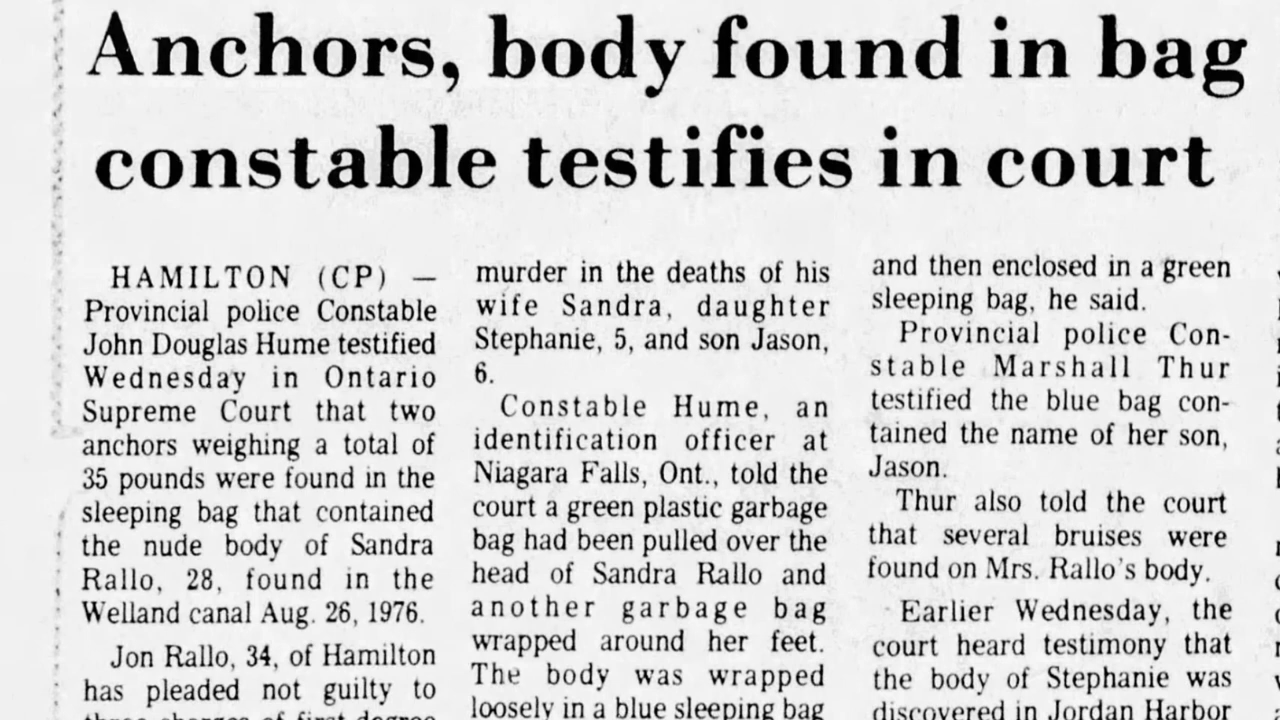 Anchors, body found in bag
constable testifies in court
HAMILTON (CP) —
Provincial police Constable
John Douglas Hume testified
Wednesday in Ontario
Supreme Court that two
anchors weighing a total of
35 pounds were found in the
sleeping bag that contained
the nude body of Sandra
Rallo, 28, found in the
Welland canal Aug. 26, 1976.
Jon Rallo, 34, of Hamilton
has pleaded not guilty to
three charges of first degree
murder in the deaths of his
wife Sandra, daughter
Stephanie, 5, and son Jason,
6.
Constable Hume, an
identification officer at
Niagara Falls, Ont., told the
court a green plastic garbage
bag had been pulled over the
head of Sandra Rallo and
another garbage bag
wrapped around her feet.
The body was wrapped
loosely in a blue sleeping bag
and then enclosed in a green
sleeping bag, he said.
Provincial police Con-
stable Marshall Thur
testified the blue bag con-
tained the name of her son,
Jason.
Thur also told the court
that several bruises were
found on Mrs. Rallo's body.
Earlier Wednesday, the
court heard testimony that
the body of Stephanie was
discovered in Jordan Harbor